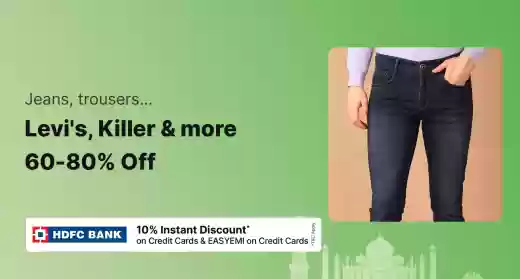 Jeans, trousers...
Levi's, Killer & more
60-80% Off
HDFC BANK
10% Instant Discount*
on Credit Cards & EASYEMI on Credit Cards
*T&C Apply